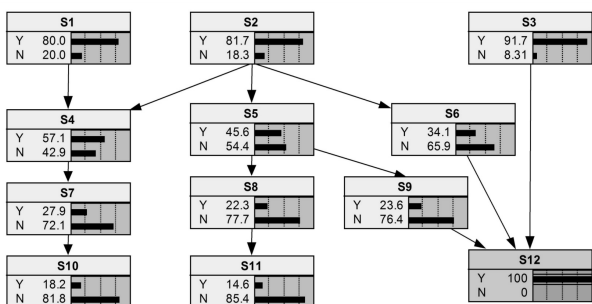 S1
Y 80.0
N 20.0
S2
Y 81.7
N 18.3
S3
Y 91.7
N 8.31
S4
Y 57.1
N 42.9
S5
Y 45.6
N 54.4
S6
Y 34.1
N 65.9
S7
Y 27.9
N 72.1
S8
Y 22.3
N 77.7
S9
Y 23.6
N 76.4
S10
Y 18.2
N 81.8
S11
Y 14.6
N 85.4
S12
Y 100
N 0